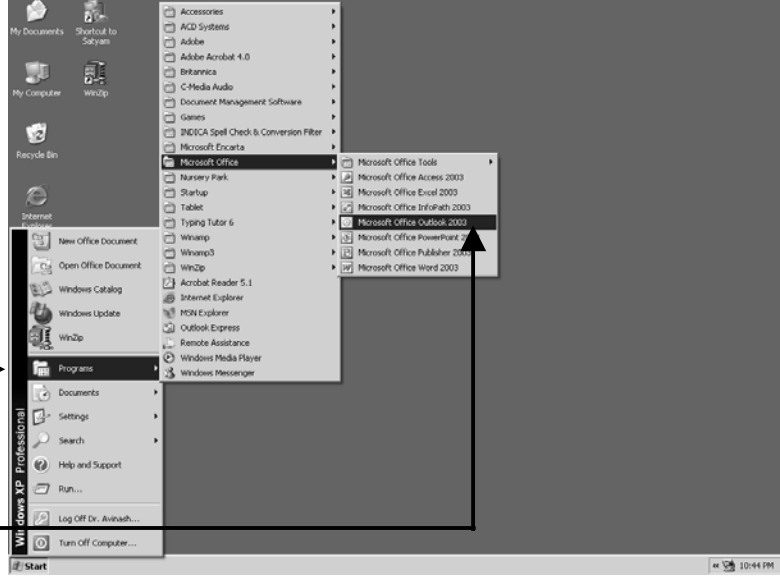 My Documents
Shortcut to
Satyam
My Computer
WinZip
Recycle Bin
Internet
Explorer
Accessories
ACD Systems
Adobe
Adobe Acrobat 4.0
Britannica
C-Media Audio
Document Management Software
Games
INDICA Spell Check & Conversion Filter
Microsoft Encarta
Microsoft Office
Nursery Park
Startup
Tablet
Typing Tutor 6
Winamp
Winamp3
WinZip
Acrobat Reader 5.1
Internet Explorer
MSN Explorer
Outlook Express
Remote Assistance
Windows Media Player
Windows Messenger
Microsoft Office Tools
Microsoft Office Access 2003
Microsoft Office Excel 2003
Microsoft Office InfoPath 2003
Microsoft Office Outlook 2003
Microsoft Office PowerPoint 2
Microsoft Office Publisher 2003
Microsoft Office Word 2003
New Office Document
Open Office Document
Windows Catalog
Windows Update
WinZip
Programs
Documents
Settings
Search
Help and Support
Run...
Log Off Dr. Avinash...
Turn Off Computer...
Windows XP Professional
Start
« 10:44 PM